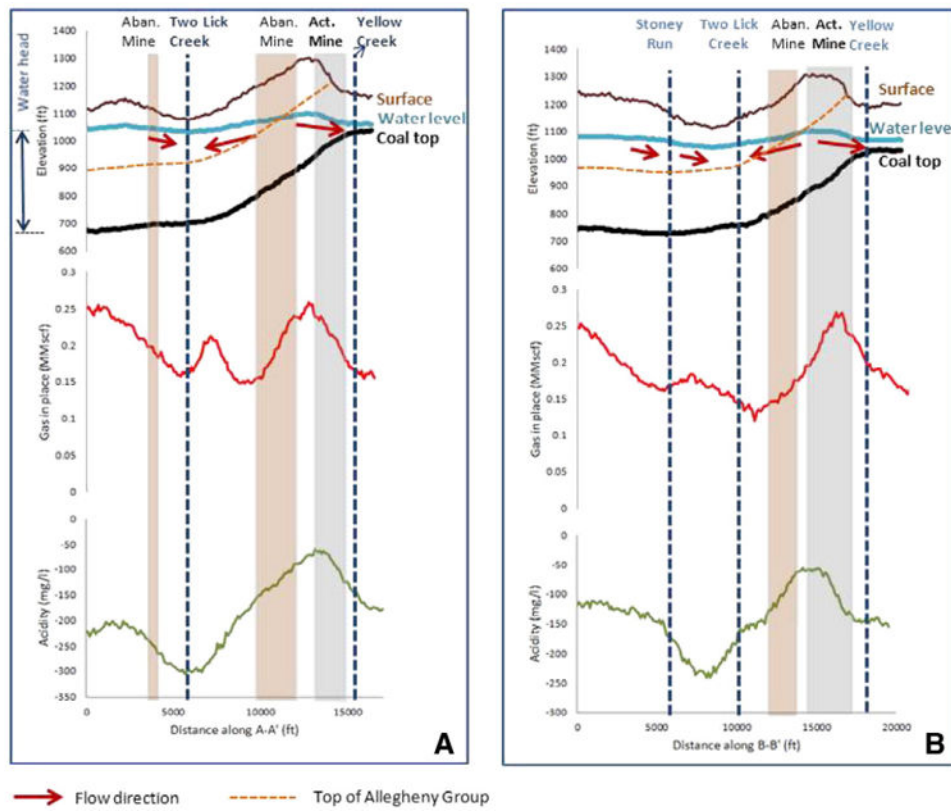 Aban. Two Lick Aban. Act. Yellow
Mine Creek Mine Mine Creek
Water head
Elevation (ft)
1400
1300
1200
1100
1000
900
800
700
600
Surface
Water level
Coal top
Gas in place (MMscf)
0.3
0.25
0.2
0.15
0.1
0.05
0
Acidity (mg/l)
0
-50
-100
-150
-200
-250
-300
-350
0 5000 10000 15000
Distance along A-A' (ft)
A
Stoney Two Lick Aban. Act. Yellow
Run Creek Mine Mine Creek
Elevation (ft)
1400
1300
1200
1100
1000
900
800
700
600
Surface
Water level
Coal top
Gas in place (MMscf)
0.3
0.25
0.2
0.15
0.1
0.05
0
Acidity (mg/l)
0
-50
-100
-150
-200
-250
-300
0 5000 10000 15000 20000
Distance along B-B' (ft)
B
Flow direction Top of Allegheny Group